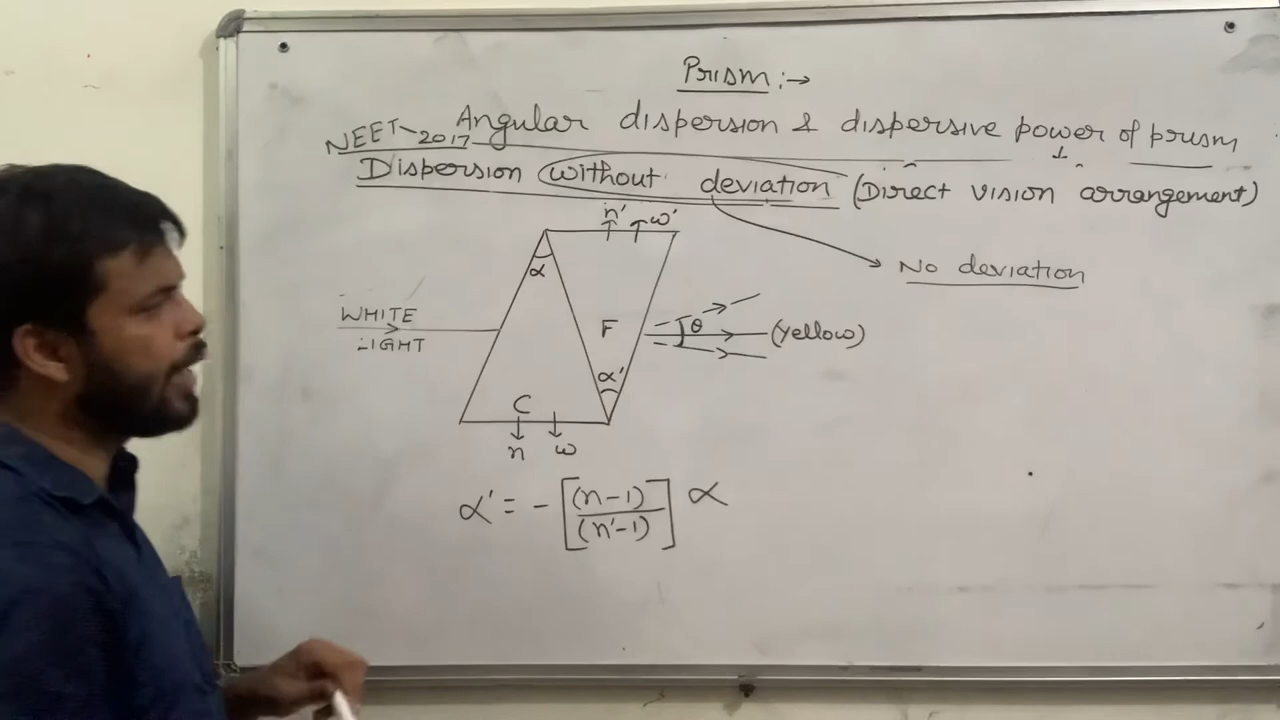 Prism :→
Angular dispersion & dispersive power of prism
NEET-2017
Dispersion without deviation (Direct vision arrangement)
n' ω'
α
No deviation
WHITE
LIGHT
F
θ
(Yellow)
α'
C
n ω
α' = - [(n-1)/(n'-1)] α